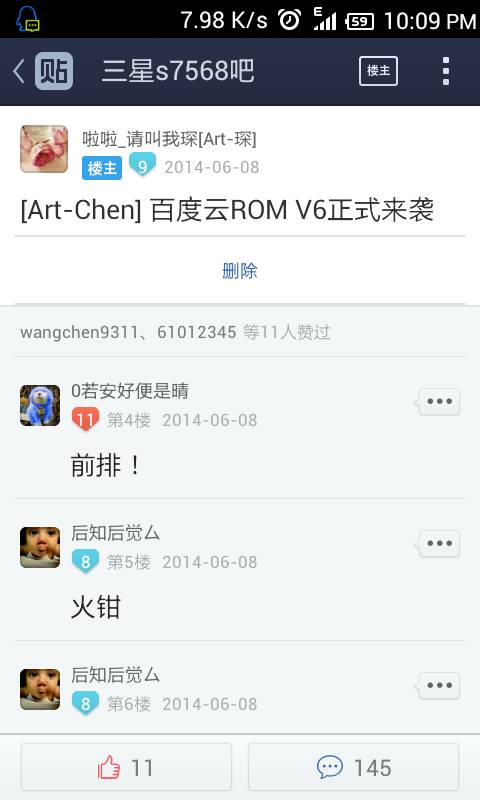 7.98 K/s E 59 10:09 PM
贴 三星s7568吧 楼主
啦啦_请叫我琛[Art-琛]
楼主 9 2014-06-08
[Art-Chen] 百度云ROM V6正式来袭
删除
wangchen9311、61012345 等11人赞过
0若安好便是晴
11 第4楼 2014-06-08
前排！
后知后觉厶
8 第5楼 2014-06-08
火钳
后知后觉厶
8 第6楼 2014-06-08
11 145